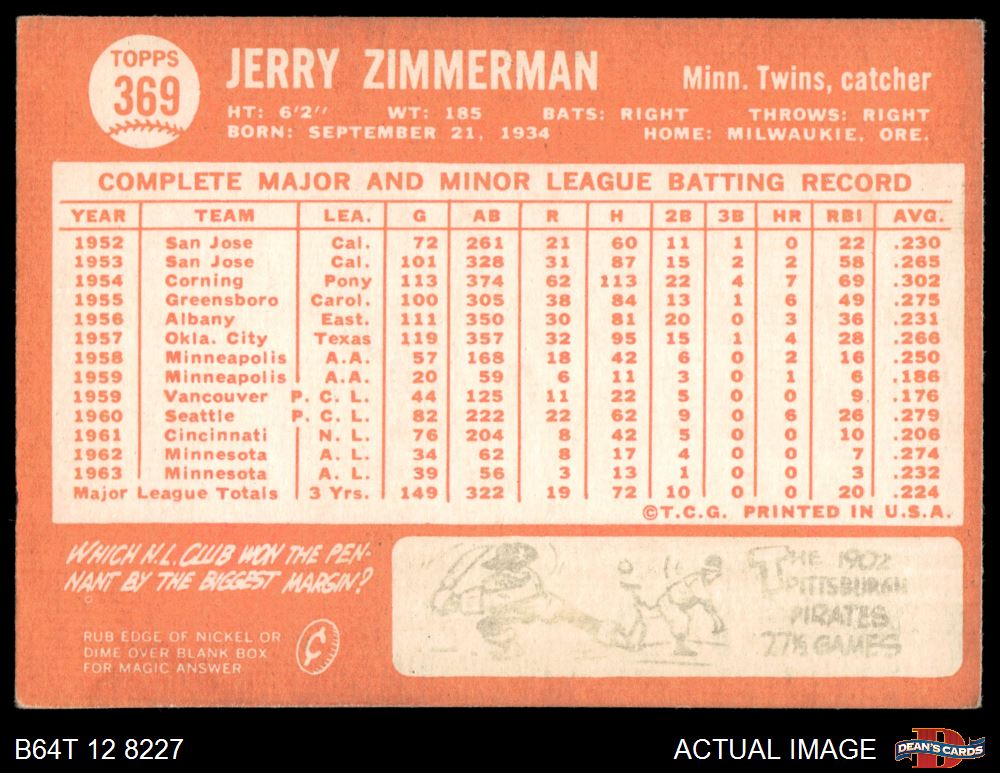 TOPPS
369
JERRY ZIMMERMAN
Minn. Twins, catcher
HT: 6'2" WT: 185 BATS: RIGHT THROWS: RIGHT
BORN: SEPTEMBER 21, 1934 HOME: MILWAUKIE, ORE.
COMPLETE MAJOR AND MINOR LEAGUE BATTING RECORD
YEAR TEAM LEA. G AB R H 2B 3B HR RBI AVG.
1952 San Jose Cal. 72 261 21 60 11 1 0 22 .230
1953 San Jose Cal. 101 328 31 87 15 2 2 58 .265
1954 Corning Pony 113 374 62 113 22 4 7 69 .302
1955 Greensboro Carol. 100 305 38 84 13 1 6 49 .275
1956 Albany East. 111 350 30 81 20 0 3 36 .231
1957 Okla. City Texas 119 357 32 95 15 1 4 28 .266
1958 Minneapolis A.A. 57 168 18 42 6 0 2 16 .250
1959 Minneapolis A.A. 20 59 6 11 3 0 1 6 .186
1959 Vancouver P. C. L. 44 125 11 22 5 0 0 9 .176
1960 Seattle P. C. L. 82 222 22 62 9 0 6 26 .279
1961 Cincinnati N. L. 76 204 8 42 5 0 0 10 .206
1962 Minnesota A. L. 34 62 8 17 4 0 0 7 .274
1963 Minnesota A. L. 39 56 3 13 1 0 0 3 .232
Major League Totals 3 Yrs. 149 322 19 72 10 0 0 20 .224
©T.C.G. PRINTED IN U.S.A.
WHICH N.L. CLUB WON THE PEN-
NANT BY THE BIGGEST MARGIN?
RUB EDGE OF NICKEL OR
DIME OVER BLANK BOX
FOR MAGIC ANSWER
THE 1902
PITTSBURGH
PIRATES
27½ GAMES
B64T 12 8227
ACTUAL IMAGE
DEAN'S CARDS